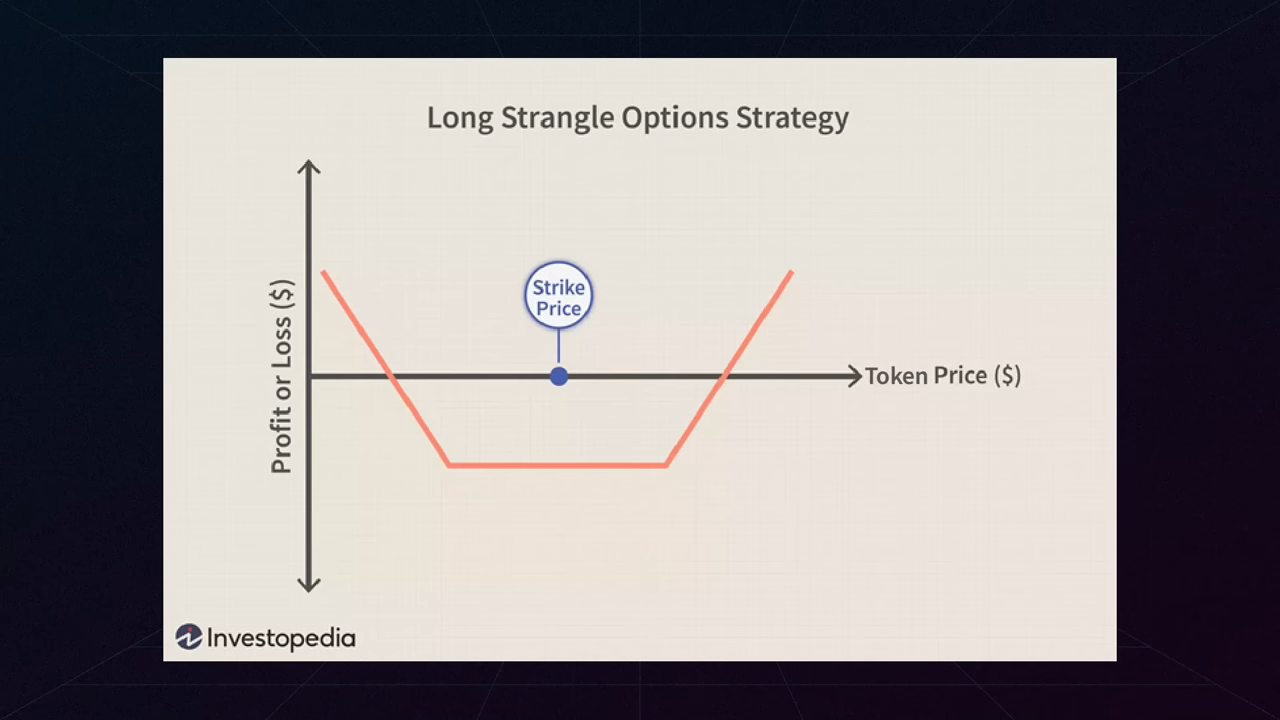 Long Strangle Options Strategy
Strike
Price
Profit or Loss ($)
Token Price ($)
Investopedia